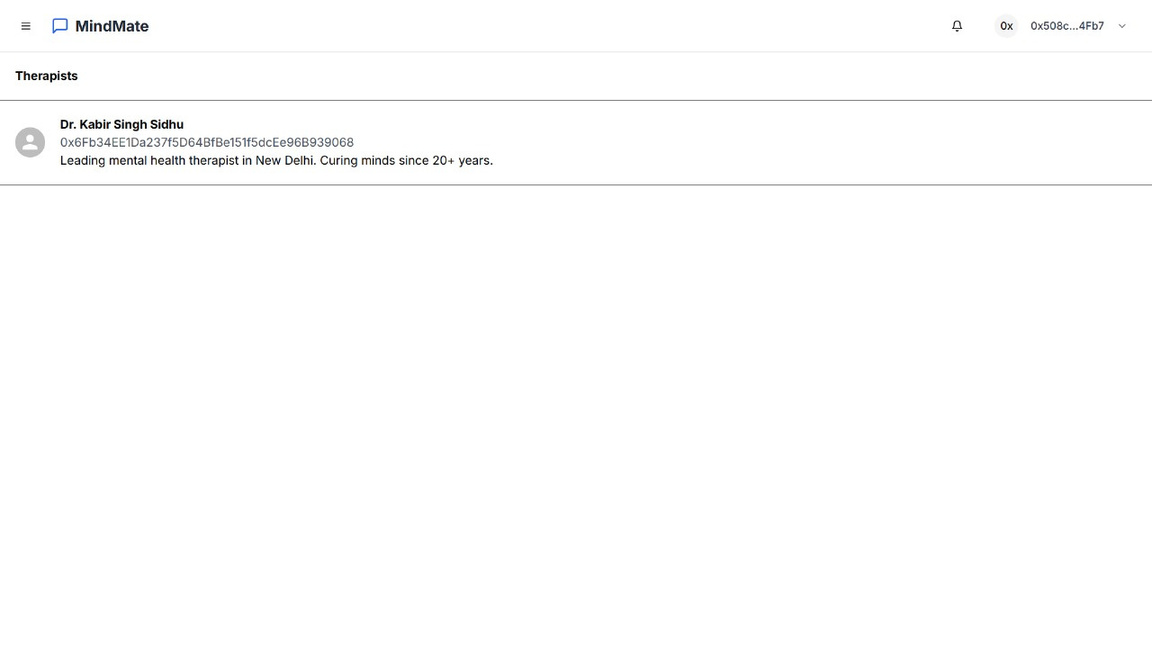 MindMate
0x
0x508c...4Fb7
Therapists
Dr. Kabir Singh Sidhu
0x6Fb34EE1Da237f5D64BfBe151f5dcEe96B939068
Leading mental health therapist in New Delhi. Curing minds since 20+ years.